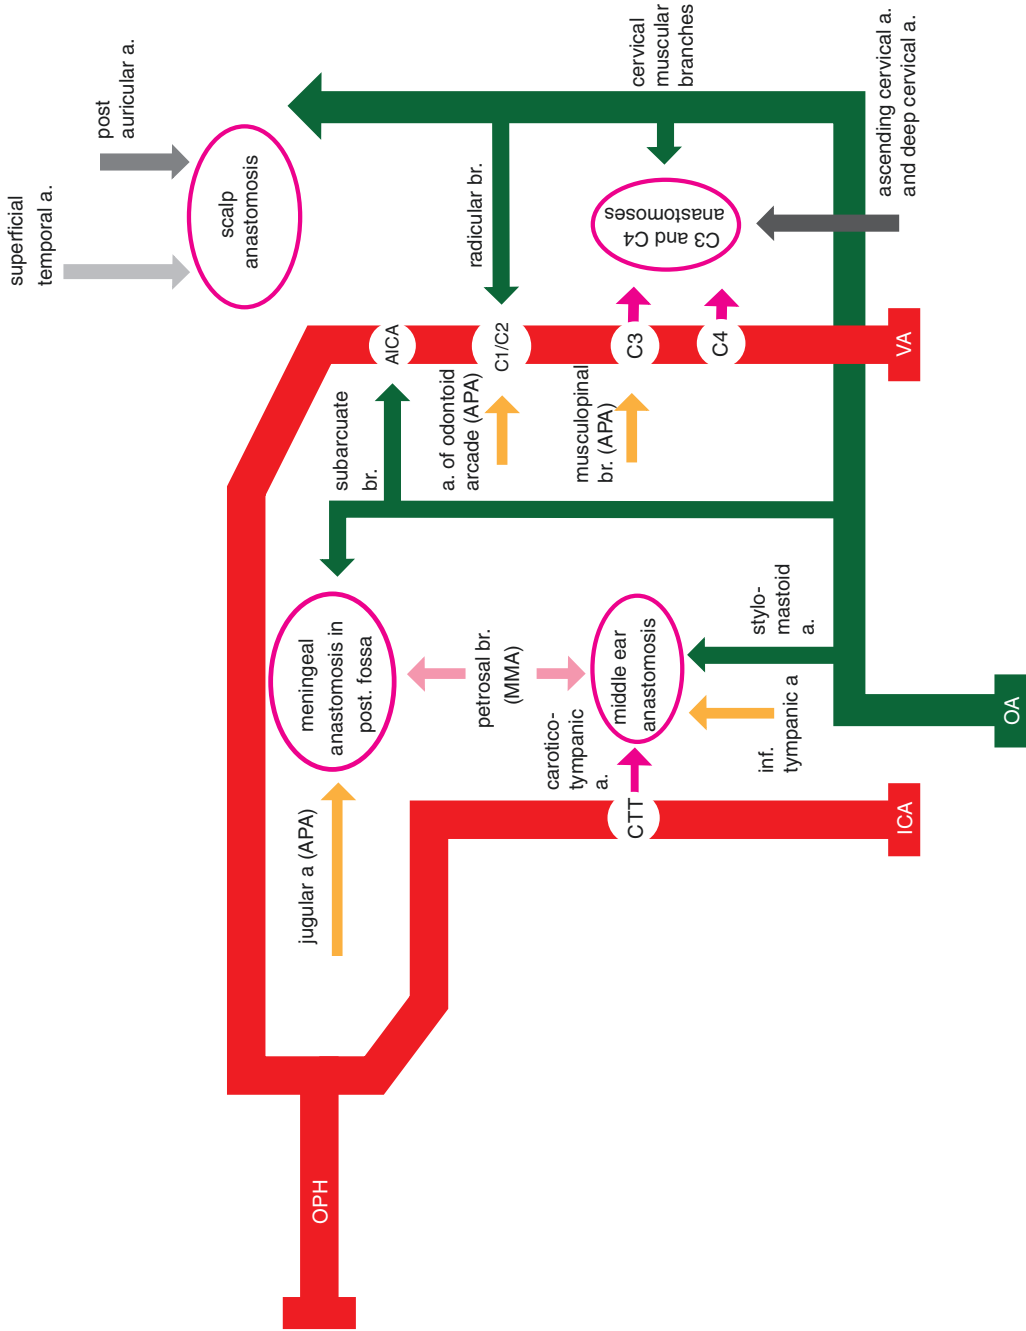 superficial
temporal a.
post
auricular a.
scalp
anastomosis
radicular br.
cervical
muscular
branches
C3 and C4
anastomoses
ascending cervical a.
and deep cervical a.
AICA
C1/C2
C3
C4
VA
subarcuate
br.
a. of odontoid
arcade (APA)
musculopinal
br. (APA)
meningeal
anastomosis in
post. fossa
petrosal br.
(MMA)
middle ear
anastomosis
stylo-
mastoid
a.
inf.
tympanic a
carotico-
tympanic
a.
jugular a (APA)
CTT
ICA
OA
OPH